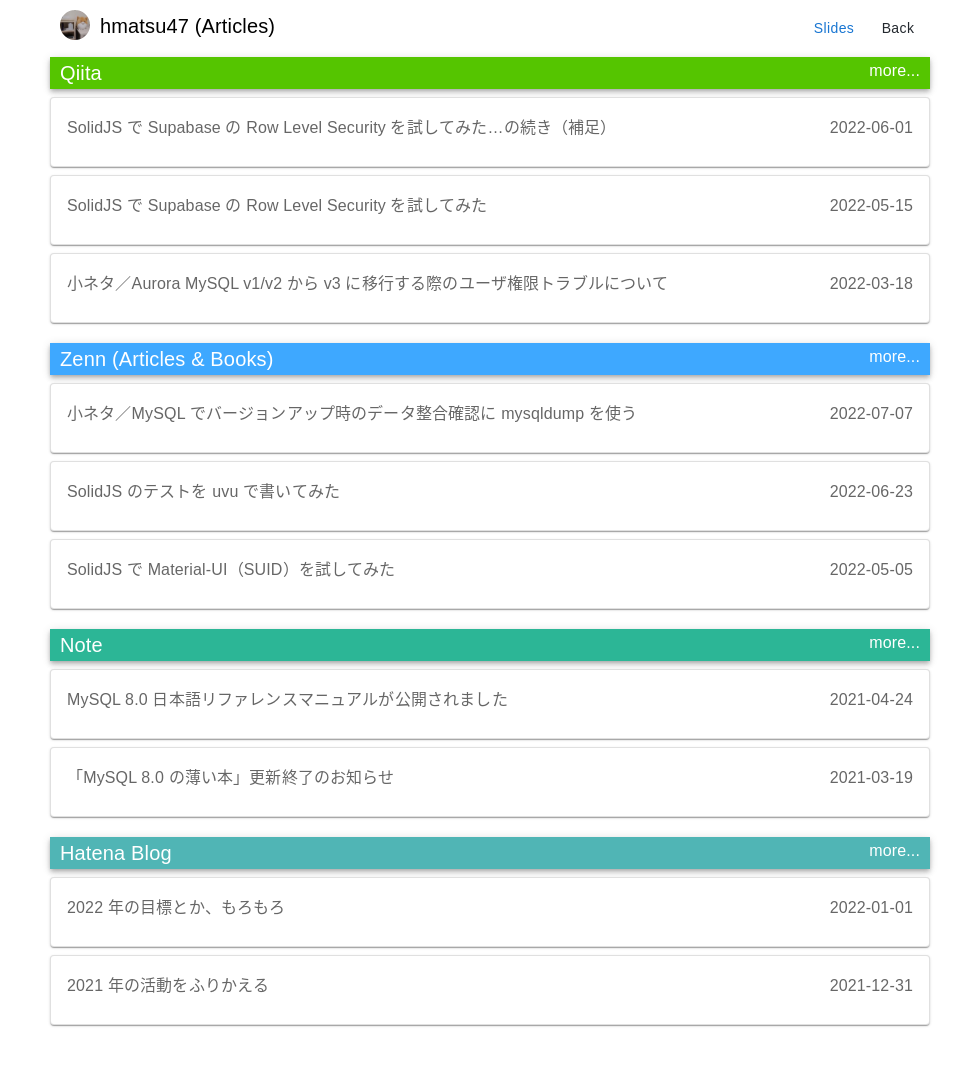 hmatsu47 (Articles)
Slides
Back
Qiita
more...
SolidJS で Supabase の Row Level Security を試してみた…の続き（補足）
2022-06-01
SolidJS で Supabase の Row Level Security を試してみた
2022-05-15
小ネタ／Aurora MySQL v1/v2 から v3 に移行する際のユーザ権限トラブルについて
2022-03-18
Zenn (Articles & Books)
more...
小ネタ／MySQL でバージョンアップ時のデータ整合確認に mysqldump を使う
2022-07-07
SolidJS のテストを uvu で書いてみた
2022-06-23
SolidJS で Material-UI（SUID）を試してみた
2022-05-05
Note
more...
MySQL 8.0 日本語リファレンスマニュアルが公開されました
2021-04-24
「MySQL 8.0 の薄い本」更新終了のお知らせ
2021-03-19
Hatena Blog
more...
2022 年の目標とか、もろもろ
2022-01-01
2021 年の活動をふりかえる
2021-12-31